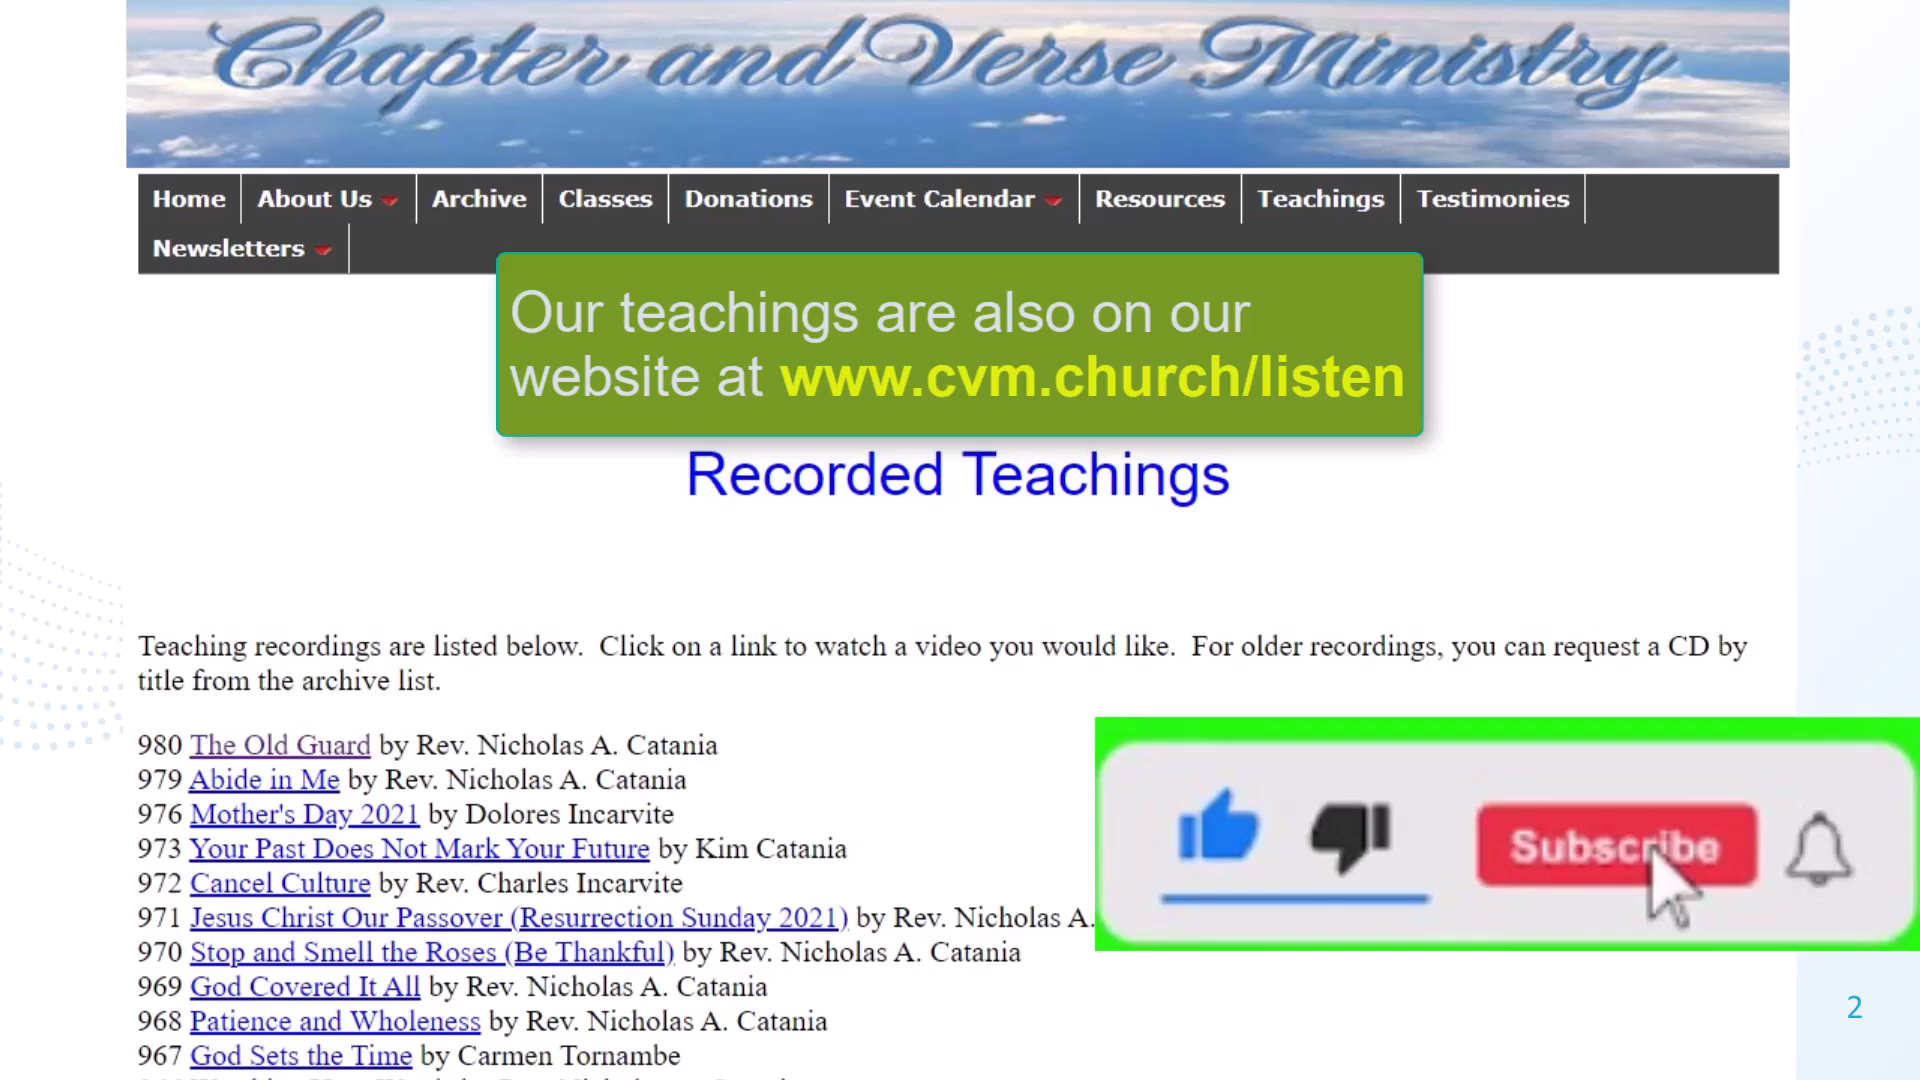 Chapter and Verse Ministry
Home About Us Archive Classes Donations Event Calendar Resources Teachings Testimonies
Newsletters
Our teachings are also on our
website at www.cvm.church/listen
Recorded Teachings
Teaching recordings are listed below.  Click on a link to watch a video you would like.  For older recordings, you can request a CD by
title from the archive list.
980 The Old Guard by Rev. Nicholas A. Catania
979 Abide in Me by Rev. Nicholas A. Catania
976 Mother's Day 2021 by Dolores Incarvite
973 Your Past Does Not Mark Your Future by Kim Catania
972 Cancel Culture by Rev. Charles Incarvite
971 Jesus Christ Our Passover (Resurrection Sunday 2021) by Rev. Nicholas A.
970 Stop and Smell the Roses (Be Thankful) by Rev. Nicholas A. Catania
969 God Covered It All by Rev. Nicholas A. Catania
968 Patience and Wholeness by Rev. Nicholas A. Catania
967 God Sets the Time by Carmen Tornambe
Subscribe
2